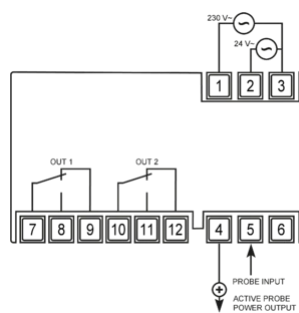 230 V~
24 V~
1 2 3
OUT 1 OUT 2
7 8 9 10 11 12 4 5 6
PROBE INPUT
ACTIVE PROBE
POWER OUTPUT